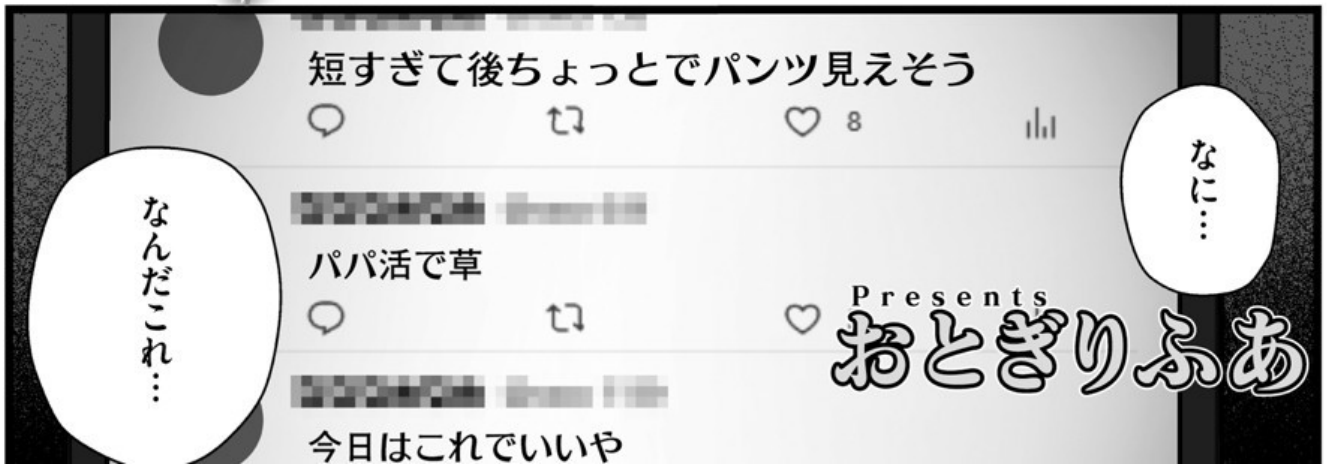 短すぎて後ちょっとでパンツ見えそう
8
なに…
パパ活で草
なんだこれ…
Presents
おとぎりふあ
今日はこれでいいや